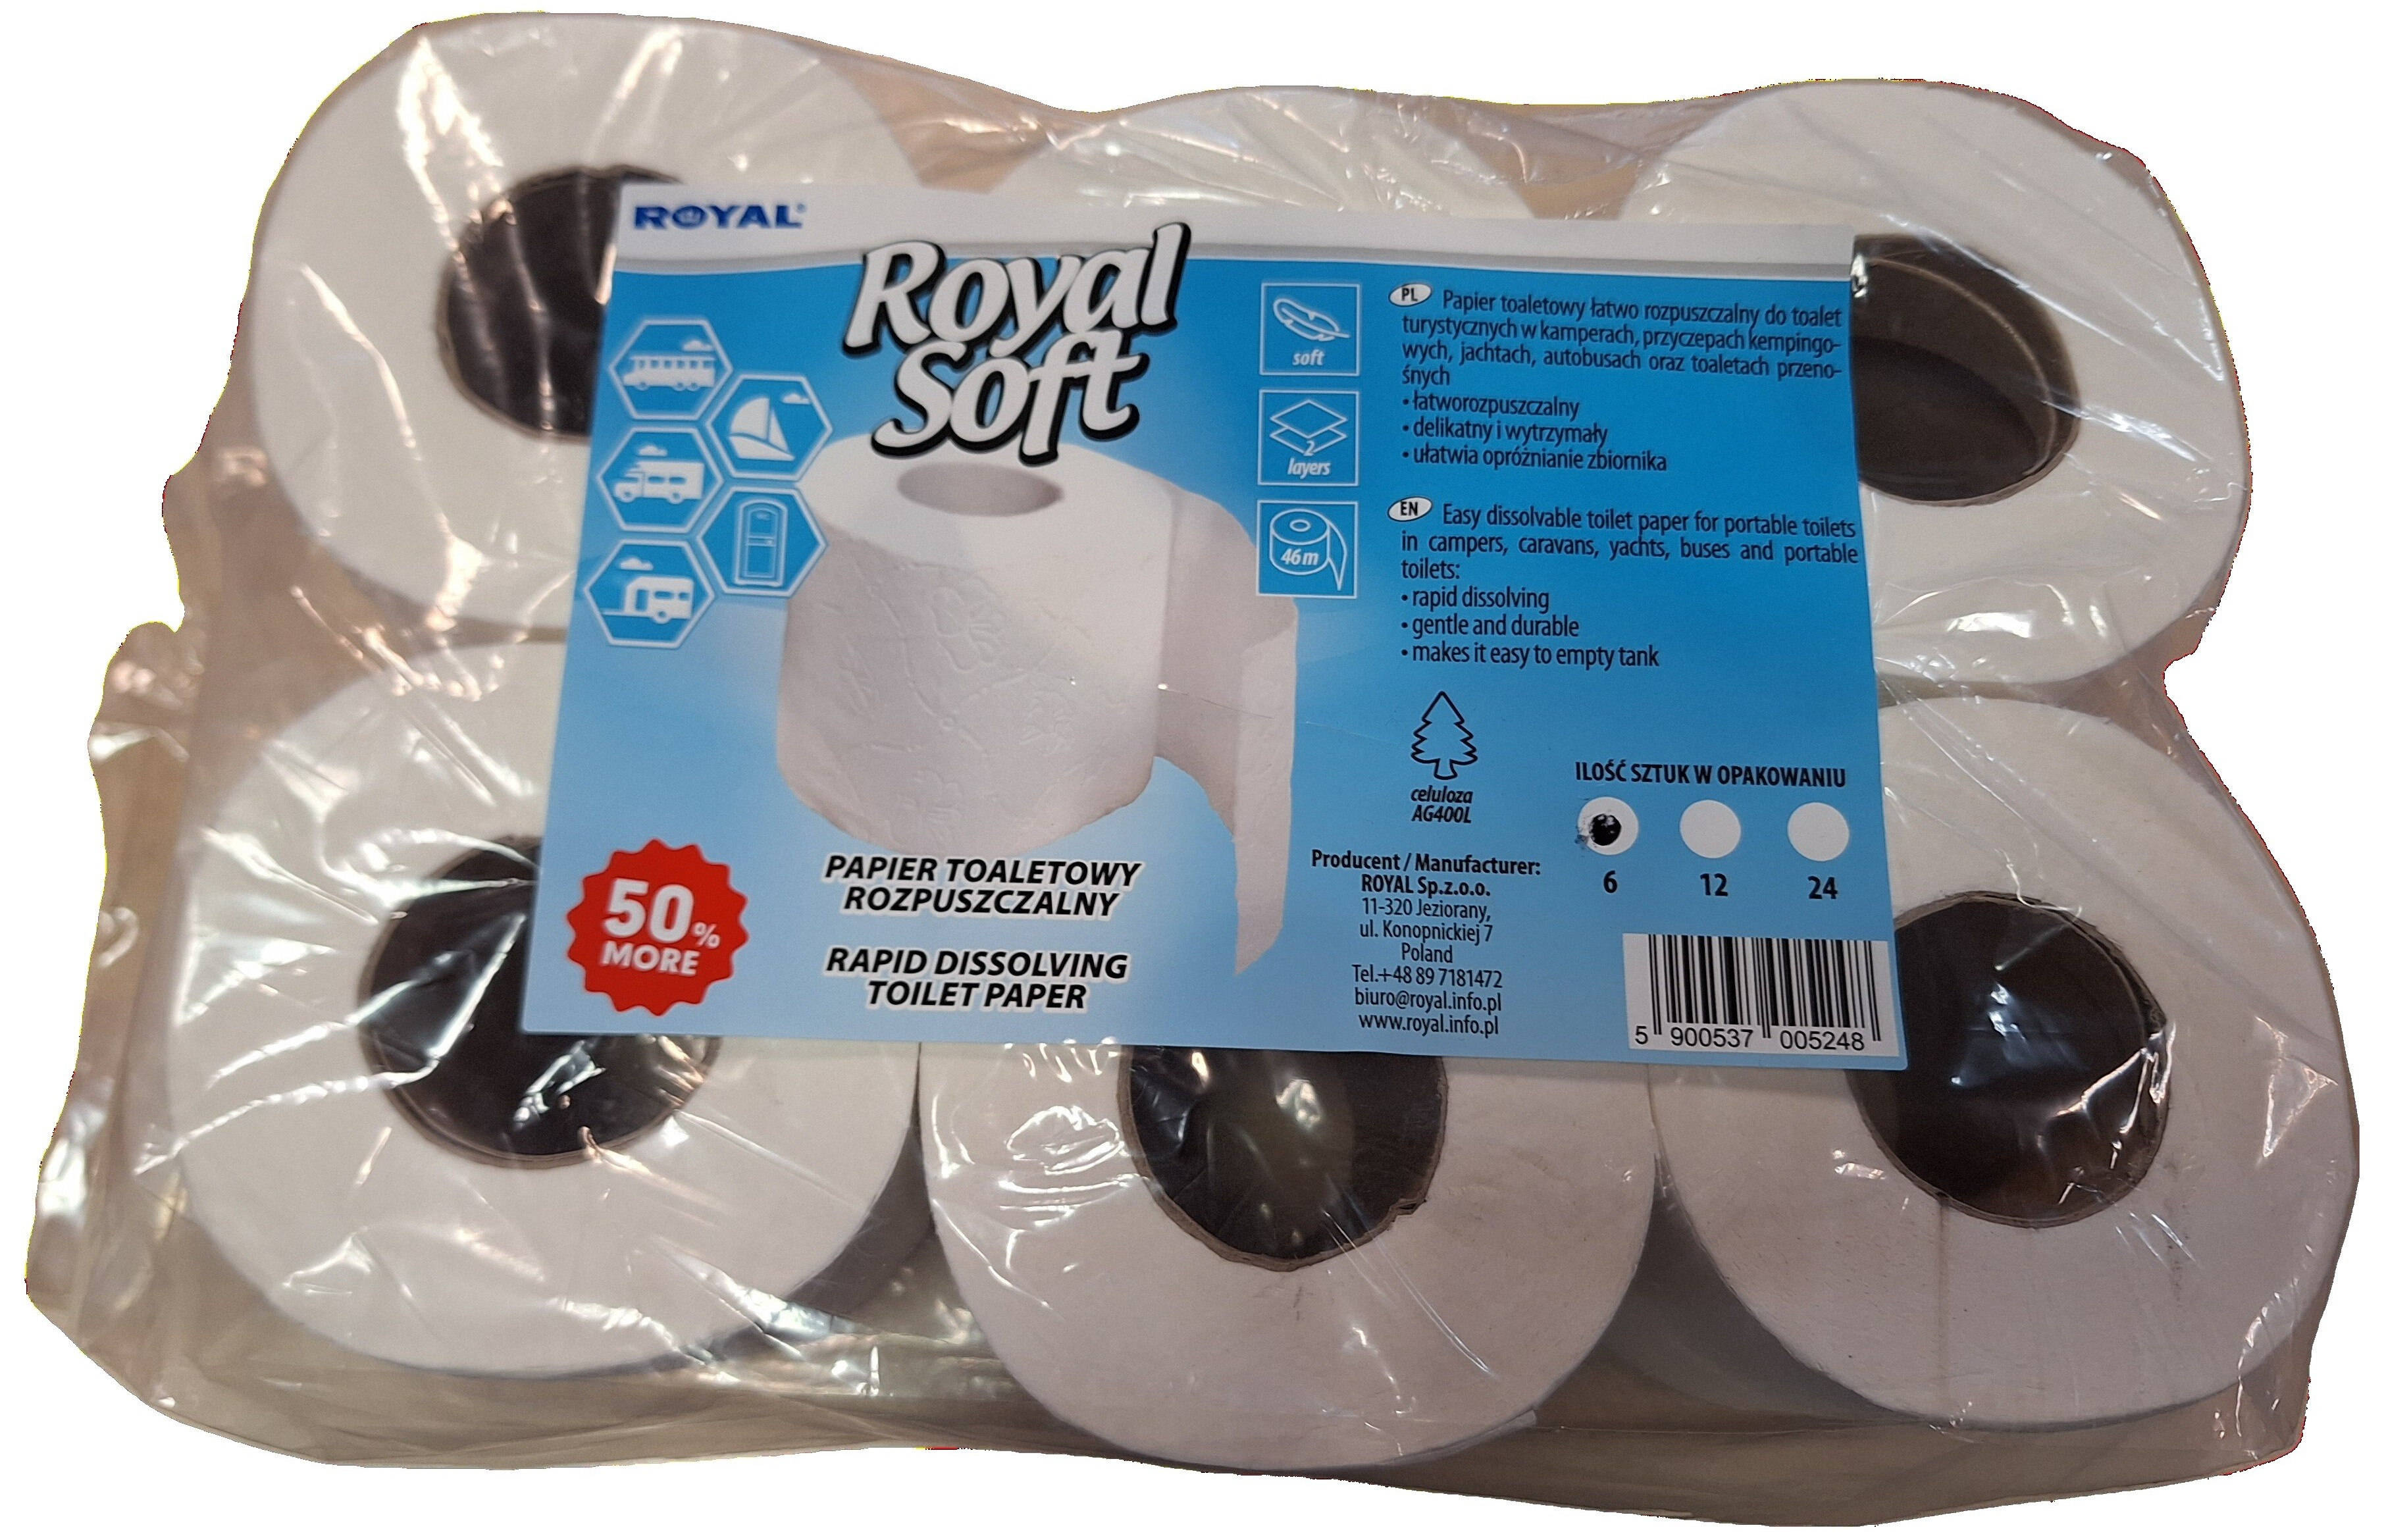 ROYAL®
Royal
Soft
soft
2
layers
46m
PL Papier toaletowy łatwo rozpuszczalny do toalet
turystycznych w kamperach, przyczepach kempingo-
wych, jachtach, autobusach oraz toaletach przeno-
śnych
• łatworozpuszczalny
• delikatny i wytrzymały
• ułatwia opróżnianie zbiornika
EN Easy dissolvable toilet paper for portable toilets
in campers, caravans, yachts, buses and portable
toilets:
• rapid dissolving
• gentle and durable
• makes it easy to empty tank
celuloza
AG400L
ILOŚĆ SZTUK W OPAKOWANIU
6 12 24
50%
MORE
PAPIER TOALETOWY
ROZPUSZCZALNY
RAPID DISSOLVING
TOILET PAPER
Producent / Manufacturer:
ROYAL Sp.z.o.o.
11-320 Jeziorany,
ul. Konopnickiej 7
Poland
Tel.+48 89 7181472
biuro@royal.info.pl
www.royal.info.pl
5 900537 005248